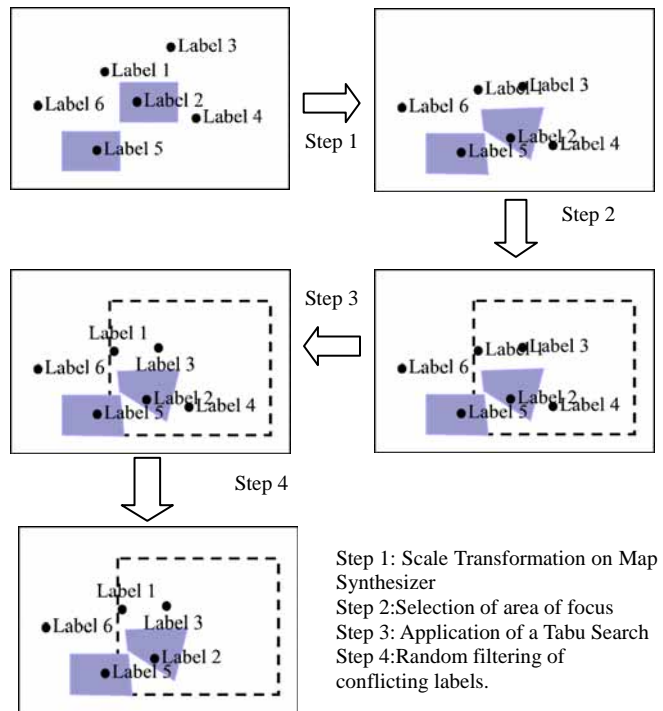 Label 3
Label 1
Label 6
Label 2
Label 4
Label 5
Step 1
Label 1
Label 3
Label 6
Label 2
Label 5
Label 4
Step 2
Label 1
Label 3
Label 6
Label 2
Label 5
Label 4
Step 3
Label 1
Label 3
Label 6
Label 2
Label 5
Label 4
Step 4
Label 1
Label 6
Label 3
Label 2
Label 5
Step 1: Scale Transformation on Map
Synthesizer
Step 2:Selection of area of focus
Step 3: Application of a Tabu Search
Step 4:Random filtering of
conflicting labels.